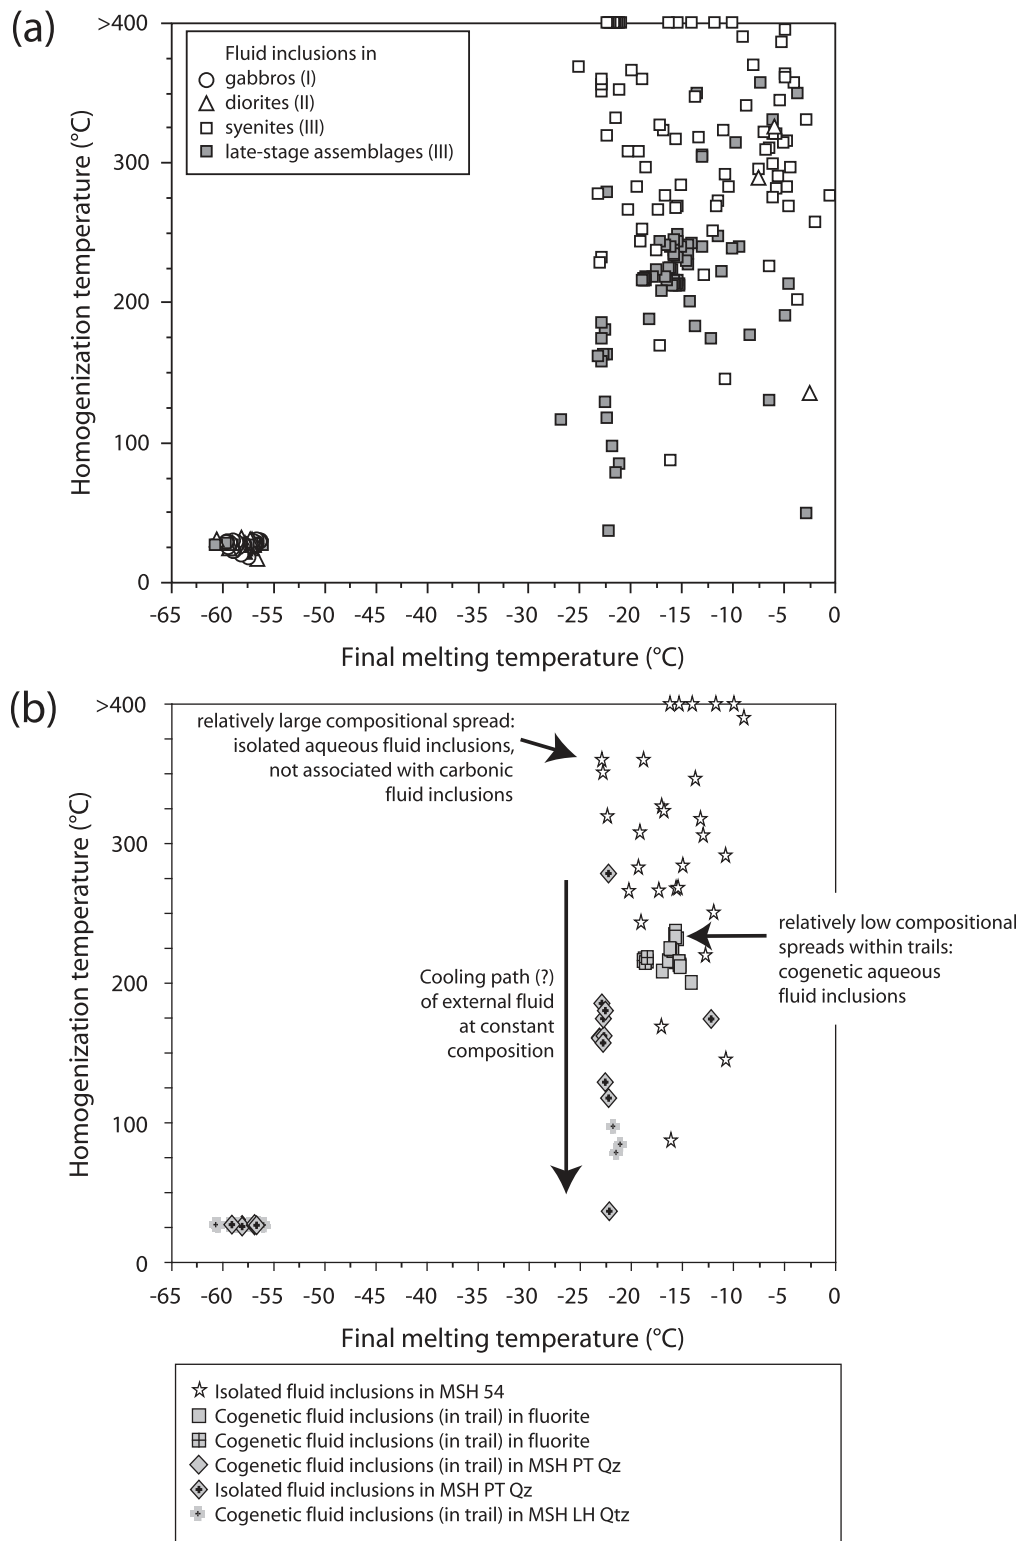 (a)
>400
300
200
100
0
Homogenization temperature (°C)
Fluid inclusions in
gabbros (I)
diorites (II)
syenites (III)
late-stage assemblages (III)
-65 -60 -55 -50 -45 -40 -35 -30 -25 -20 -15 -10 -5 0
Final melting temperature (°C)
(b)
>400
300
200
100
0
Homogenization temperature (°C)
relatively large compositional spread:
isolated aqueous fluid inclusions,
not associated with carbonic
fluid inclusions
relatively low compositional
spreads within trails:
cogenetic aqueous
fluid inclusions
Cooling path (?)
of external fluid
at constant
composition
-65 -60 -55 -50 -45 -40 -35 -30 -25 -20 -15 -10 -5 0
Final melting temperature (°C)
Isolated fluid inclusions in MSH 54
Cogenetic fluid inclusions (in trail) in fluorite
Cogenetic fluid inclusions (in trail) in fluorite
Cogenetic fluid inclusions (in trail) in MSH PT Qz
Isolated fluid inclusions in MSH PT Qz
Cogenetic fluid inclusions (in trail) in MSH LH Qtz